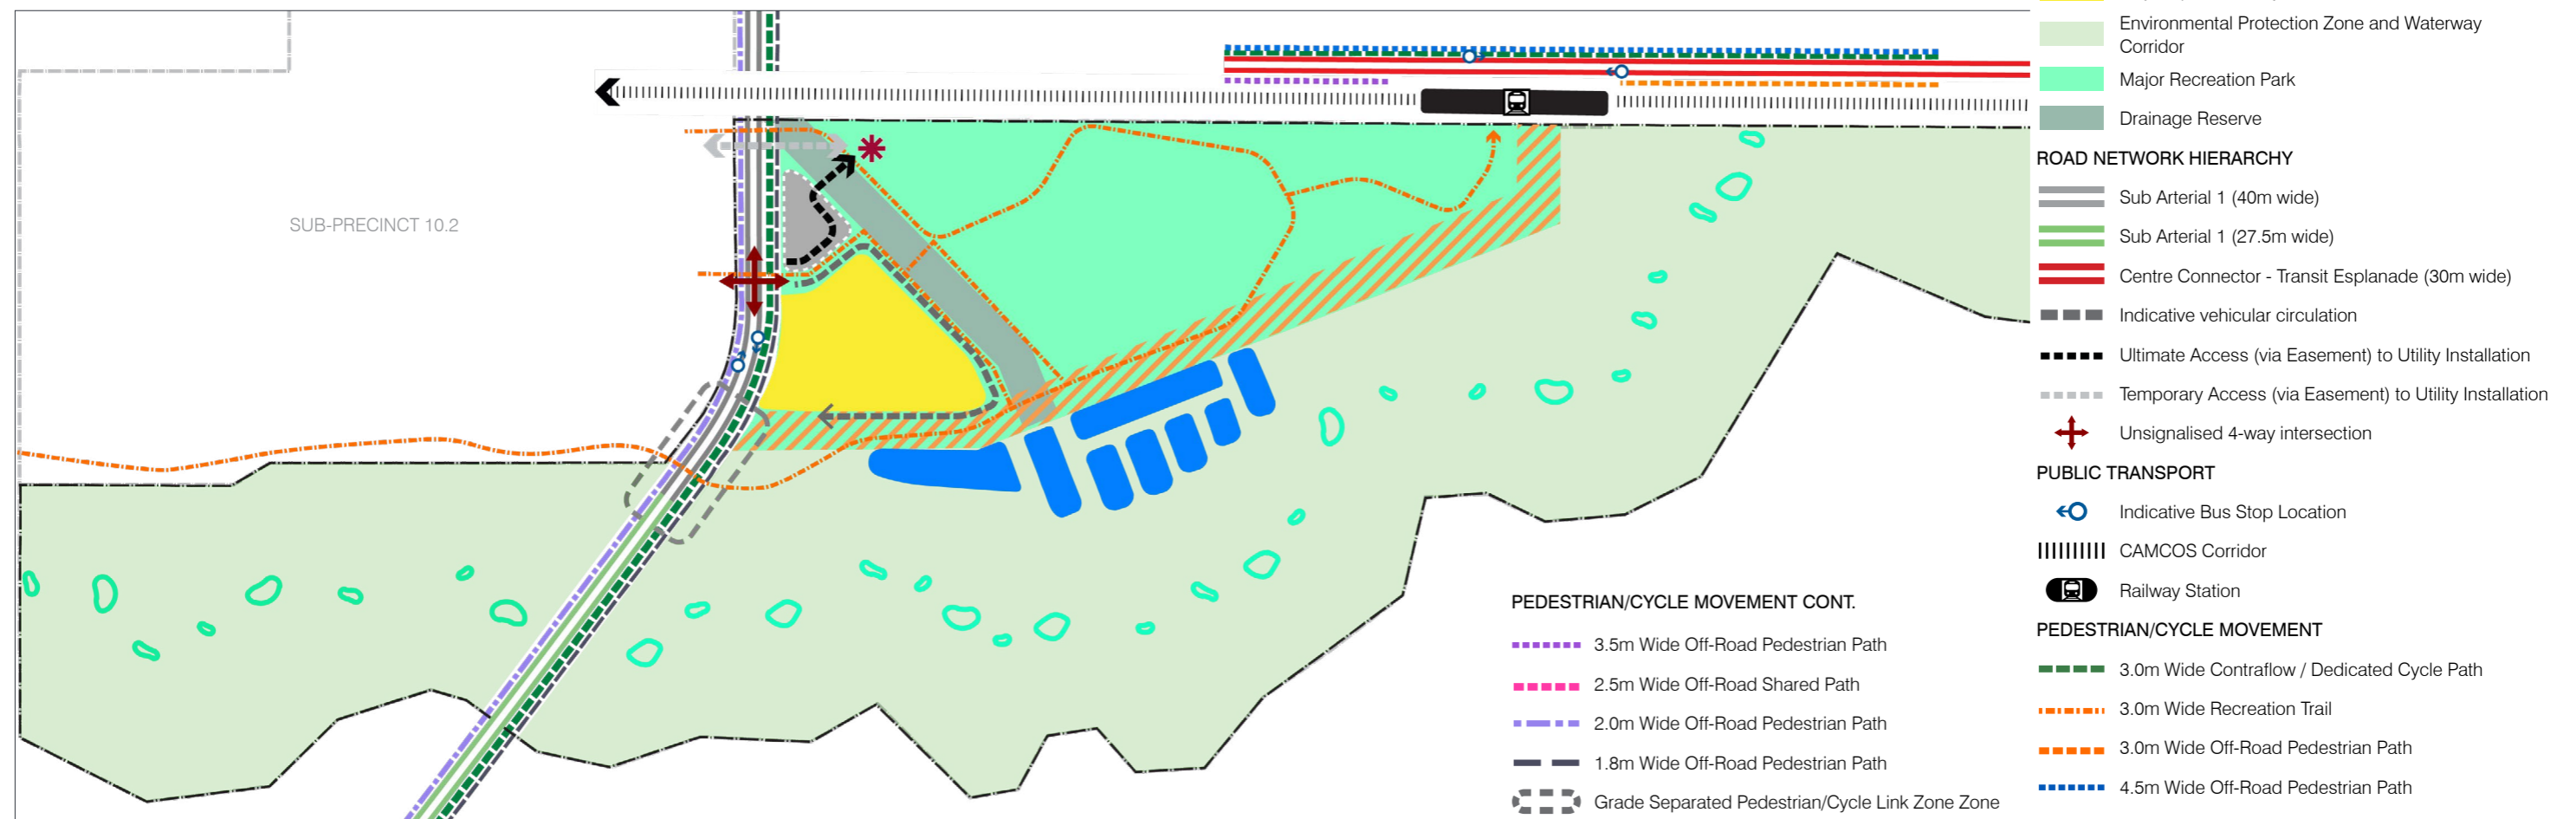 SUB-PRECINCT 10.2
PEDESTRIAN/CYCLE MOVEMENT CONT.
3.5m Wide Off-Road Pedestrian Path
2.5m Wide Off-Road Shared Path
2.0m Wide Off-Road Pedestrian Path
1.8m Wide Off-Road Pedestrian Path
Grade Separated Pedestrian/Cycle Link Zone Zone
Environmental Protection Zone and Waterway
Corridor
Major Recreation Park
Drainage Reserve
ROAD NETWORK HIERARCHY
Sub Arterial 1 (40m wide)
Sub Arterial 1 (27.5m wide)
Centre Connector - Transit Esplanade (30m wide)
Indicative vehicular circulation
Ultimate Access (via Easement) to Utility Installation
Temporary Access (via Easement) to Utility Installation
Unsignalised 4-way intersection
PUBLIC TRANSPORT
Indicative Bus Stop Location
CAMCOS Corridor
Railway Station
PEDESTRIAN/CYCLE MOVEMENT
3.0m Wide Contraflow / Dedicated Cycle Path
3.0m Wide Recreation Trail
3.0m Wide Off-Road Pedestrian Path
4.5m Wide Off-Road Pedestrian Path